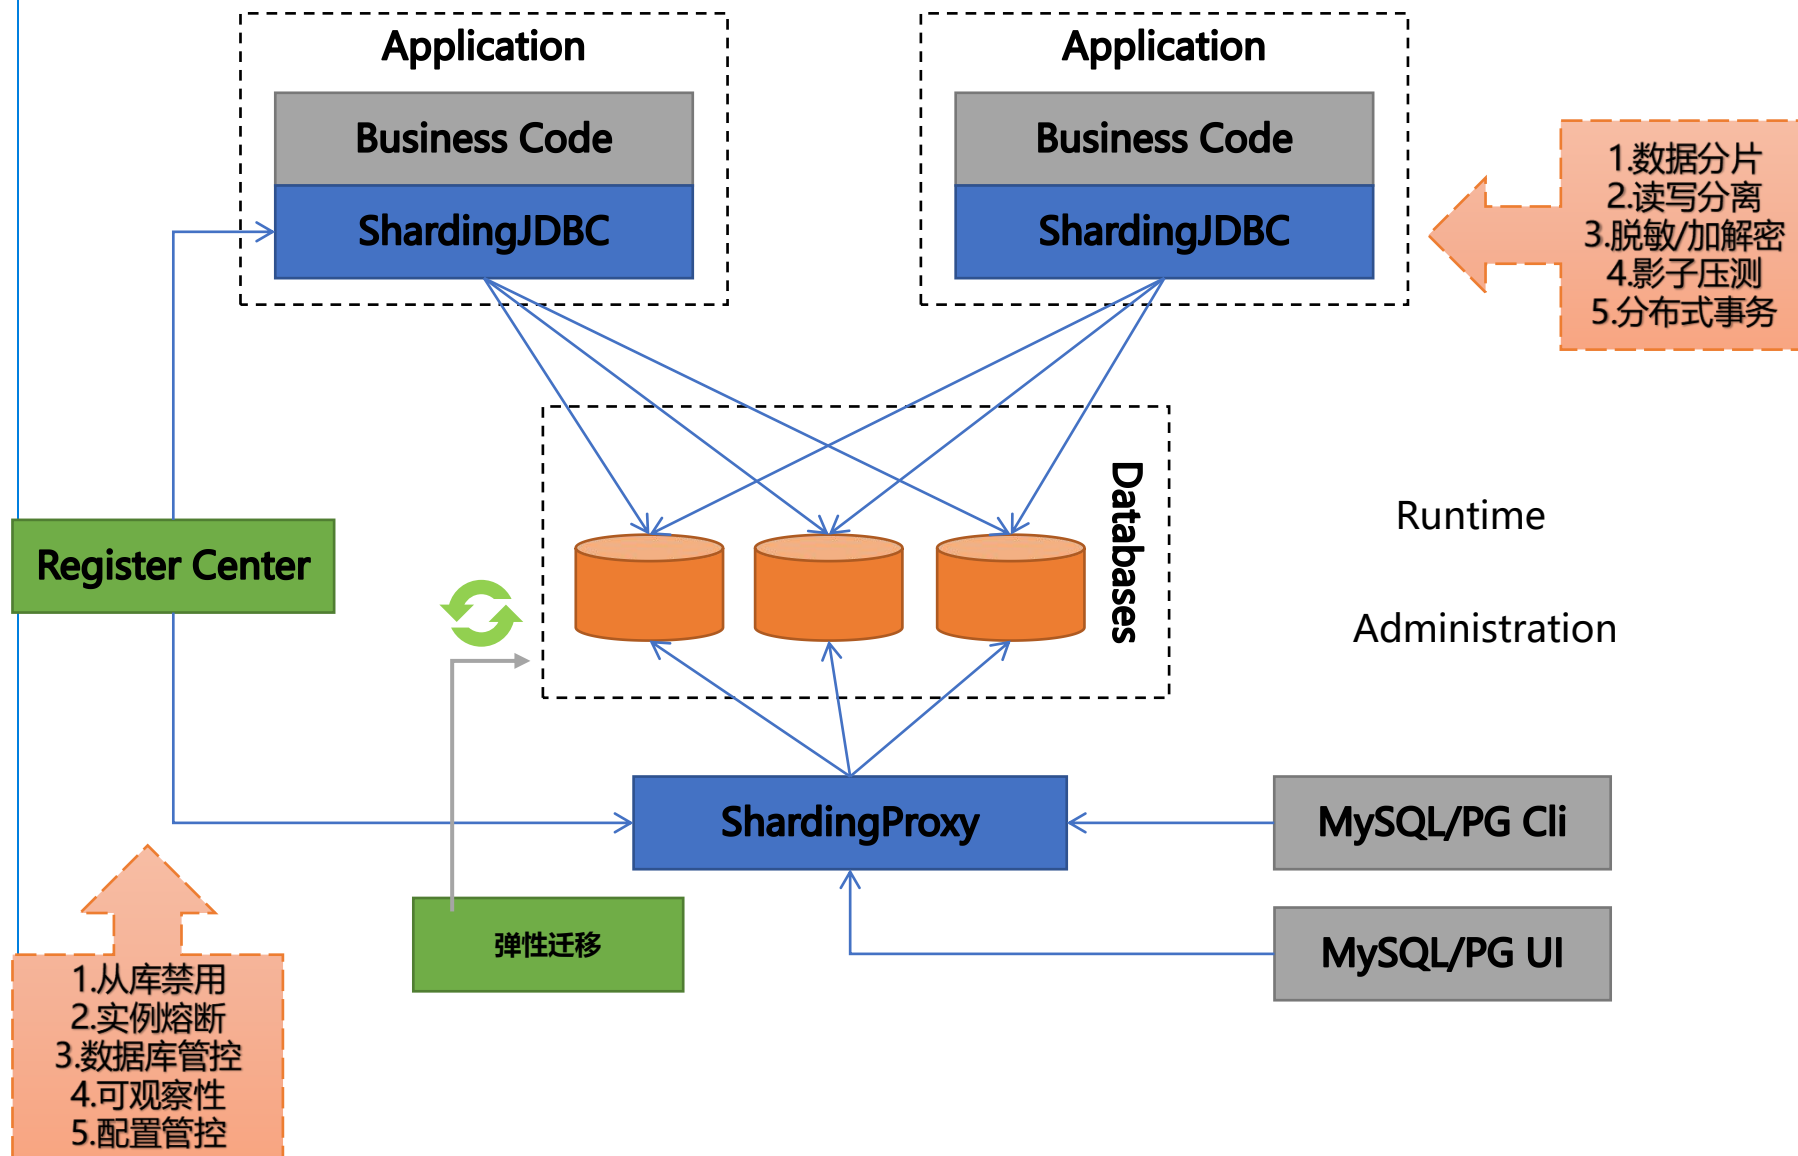 Application
Application
Business Code
Business Code
ShardingJDBC
ShardingJDBC
1.数据分片
2.读写分离
3.脱敏/加解密
4.影子压测
5.分布式事务
Databases
Register Center
Runtime
Administration
ShardingProxy
MySQL/PG Cli
弹性迁移
MySQL/PG UI
1.从库禁用
2.实例熔断
3.数据库管控
4.可观察性
5.配置管控